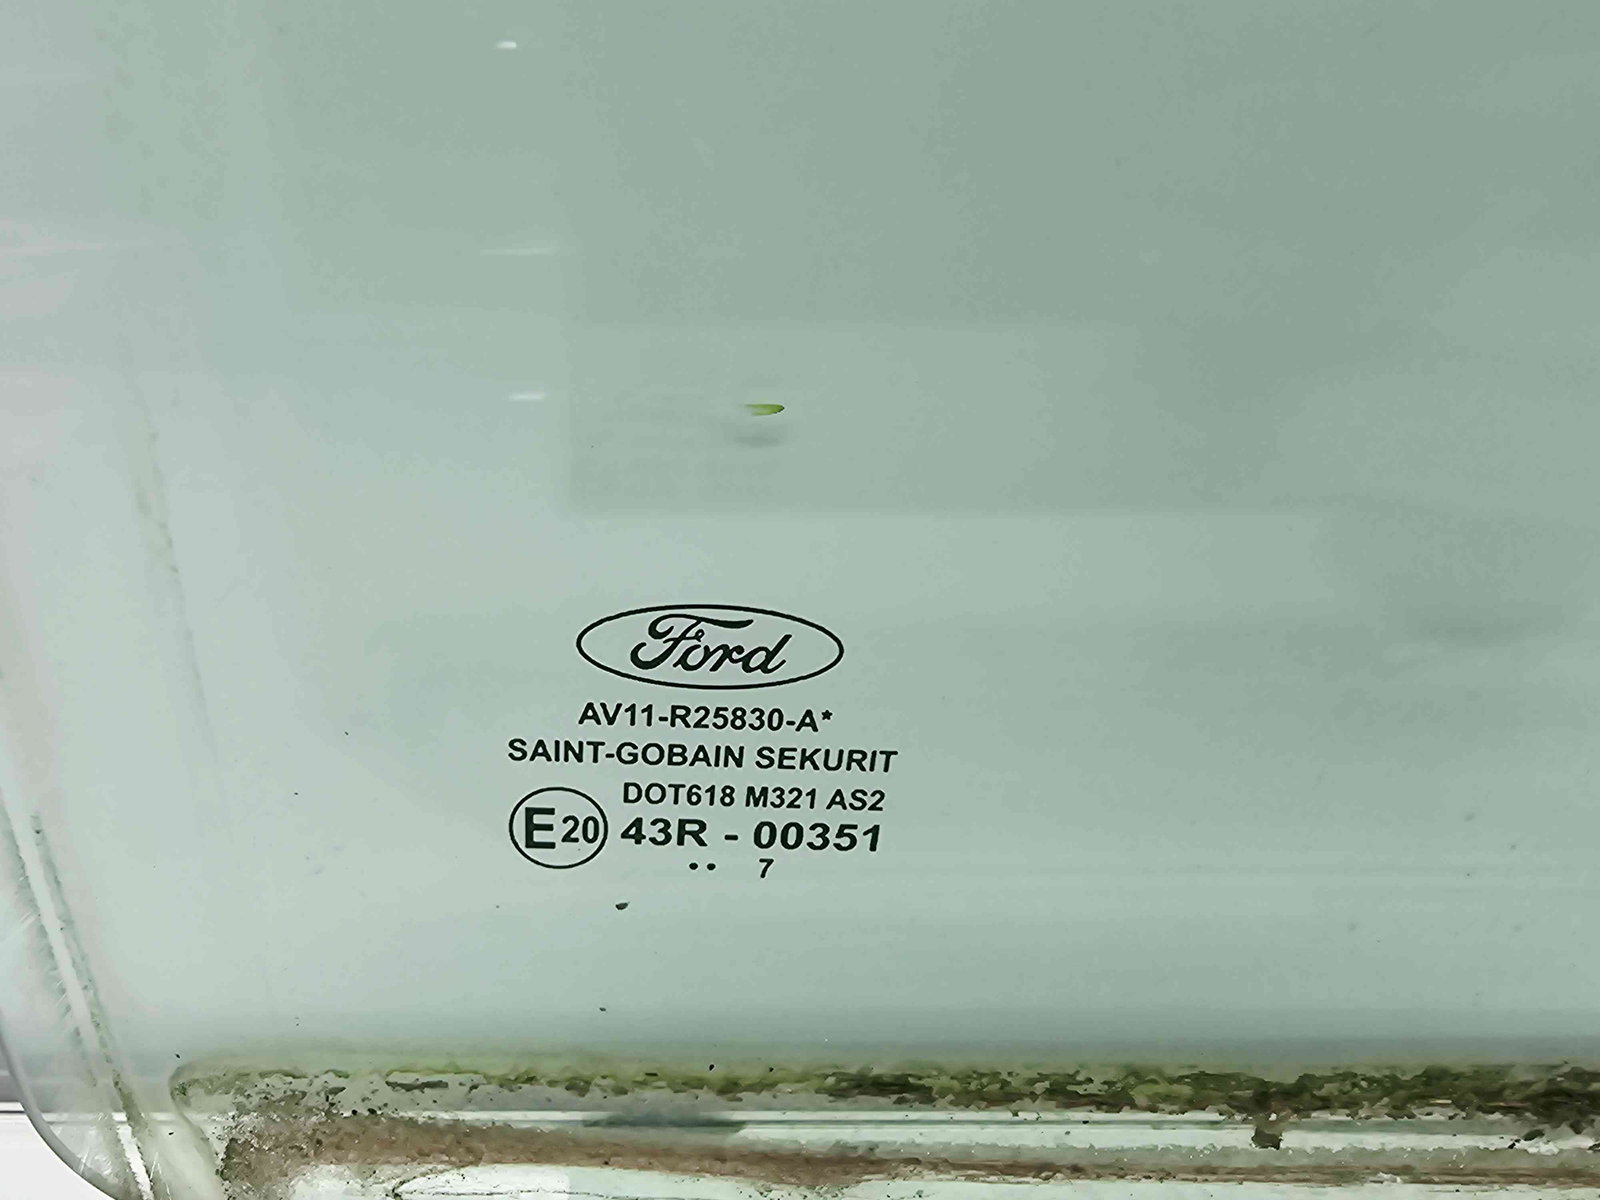 Ford
AV11-R25830-A*
SAINT-GOBAIN SEKURIT
DOT618 M321 AS2
E20 43R - 00351
.. 7